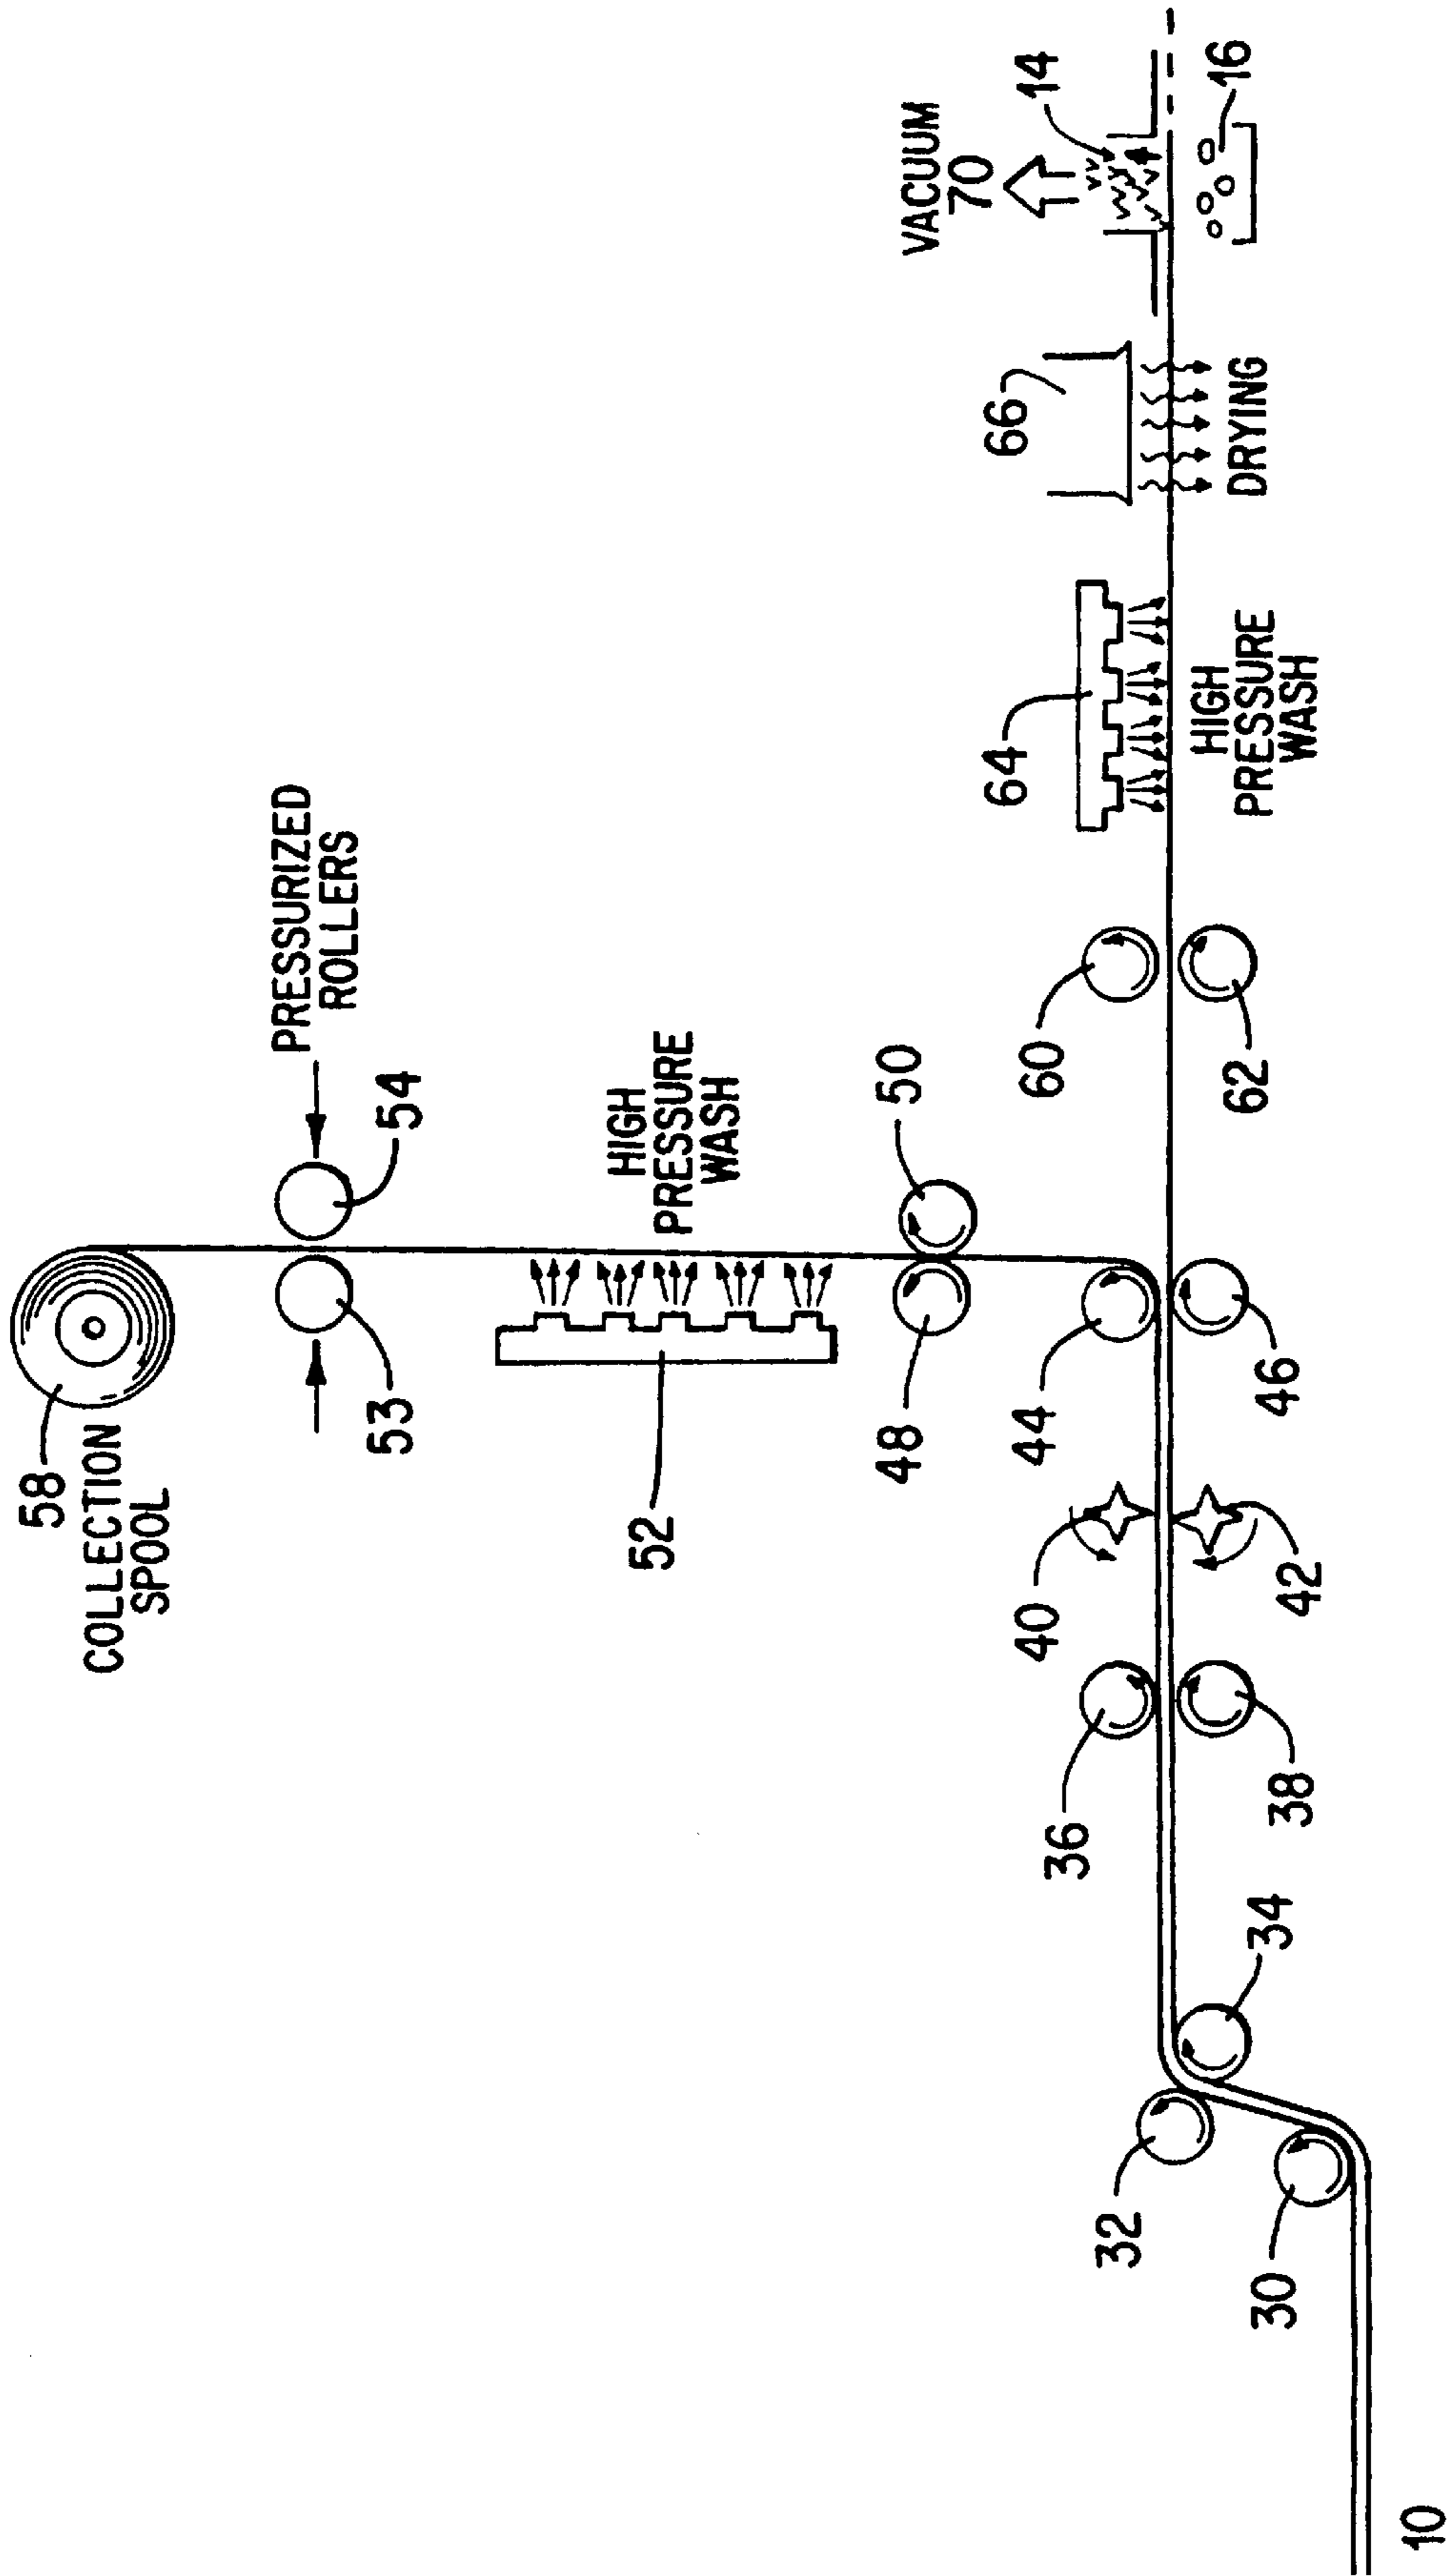 58
COLLECTION
SPOOL
53
54
PRESSURIZED
ROLLERS
52
HIGH
PRESSURE
WASH
48
50
VACUUM
70
14
16
66
DRYING
64
HIGH
PRESSURE
WASH
60
62
44
46
40
42
36
38
32
34
30
10